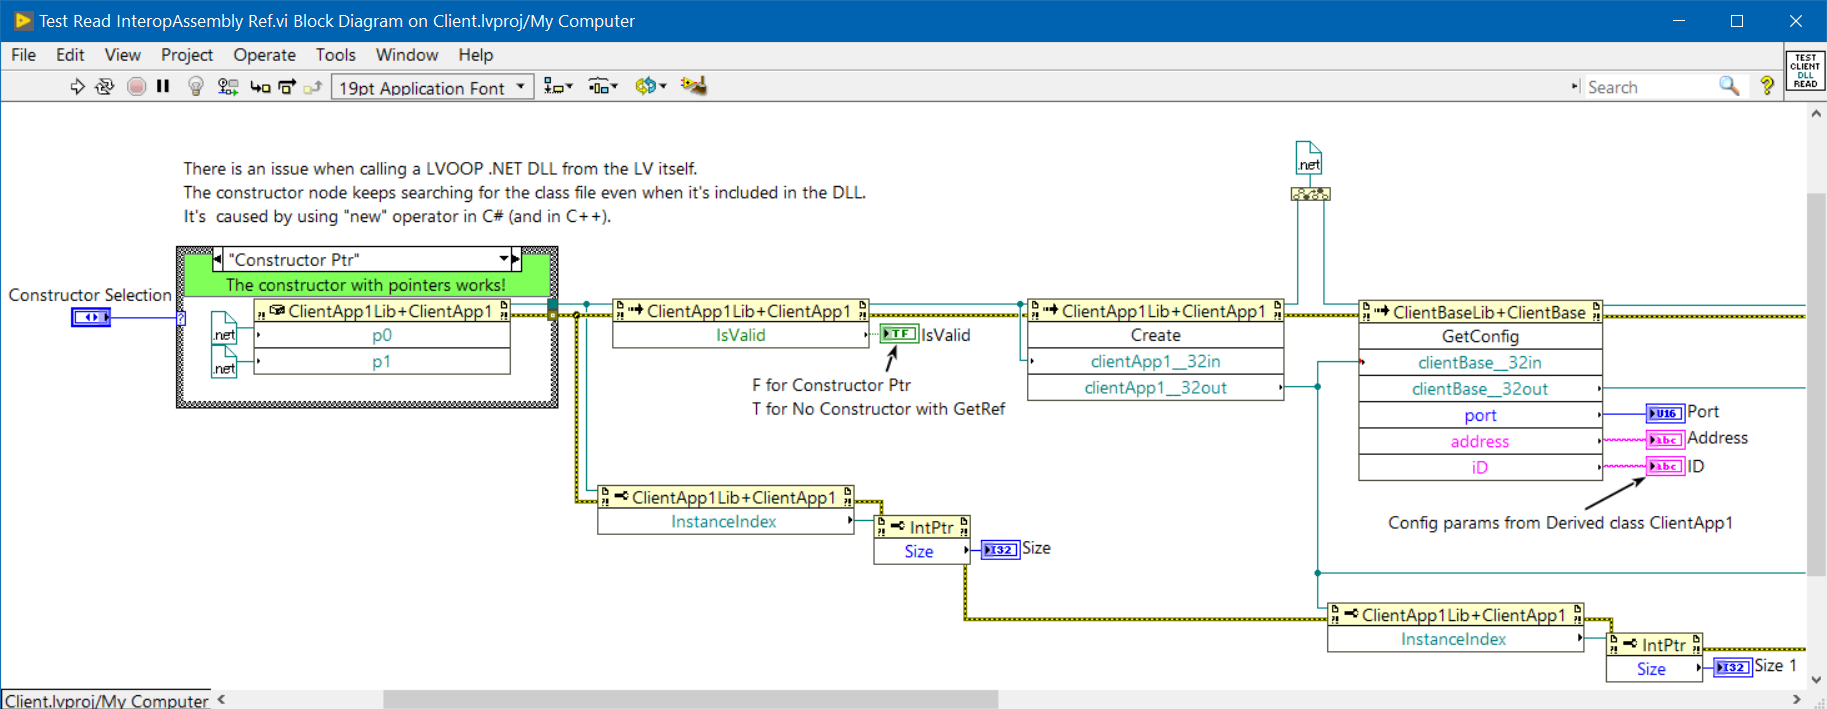 Test Read InteropAssembly Ref.vi Block Diagram on Client.lvproj/My Computer
File Edit View Project Operate Tools Window Help
19pt Application Font
Search
?
TEST
CLIENT
DLL
READ
There is an issue when calling a LVOOP .NET DLL from the LV itself.
The constructor node keeps searching for the class file even when it's included in the DLL.
It's  caused by using "new" operator in C# (and in C++).
.net
"Constructor Ptr"
The constructor with pointers works!
Constructor Selection
?
ClientApp1Lib+ClientApp1
.net
p0
.net
p1
ClientApp1Lib+ClientApp1
IsValid
TF
IsValid
F for Constructor Ptr
T for No Constructor with GetRef
ClientApp1Lib+ClientApp1
Create
clientApp1__32in
clientApp1__32out
ClientBaseLib+ClientBase
GetConfig
clientBase__32in
clientBase__32out
port
U16
Port
address
abc
Address
iD
abc
ID
Config params from Derived class ClientApp1
ClientApp1Lib+ClientApp1
InstanceIndex
IntPtr
Size
I32
Size
ClientApp1Lib+ClientApp1
InstanceIndex
IntPtr
Size
I32
Size 1
Client.lvproj/My Computer